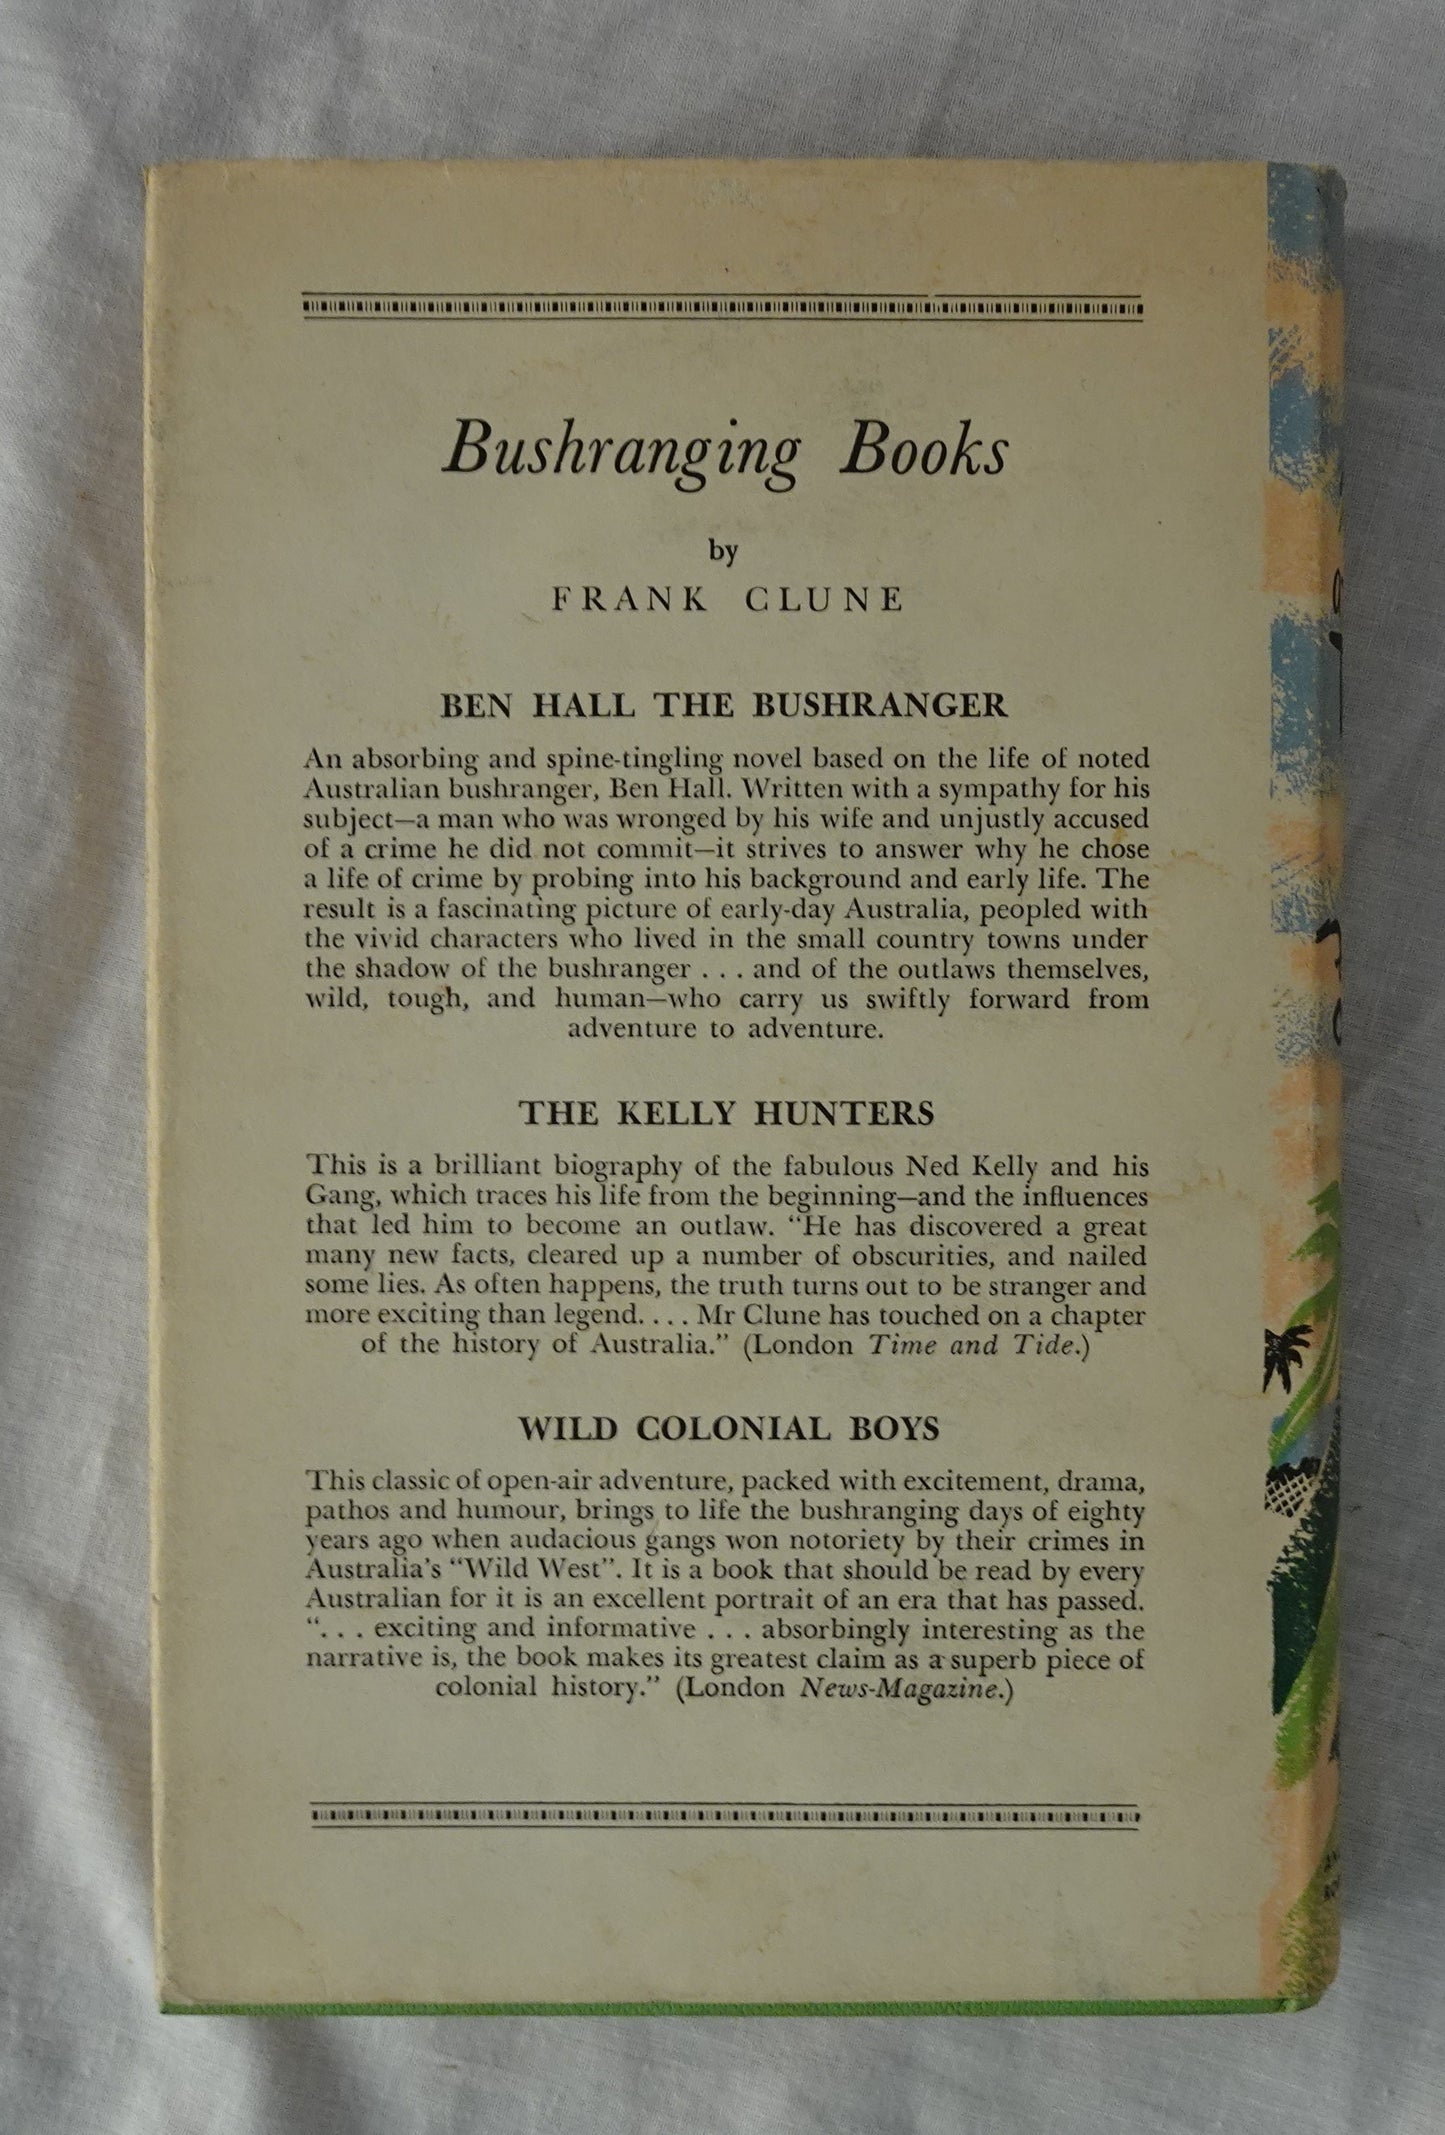 Bushranging Books
by
FRANK CLUNE
BEN HALL THE BUSHRANGER
An absorbing and spine-tingling novel based on the life of noted
Australian bushranger, Ben Hall. Written with a sympathy for his
subject—a man who was wronged by his wife and unjustly accused
of a crime he did not commit—it strives to answer why he chose
a life of crime by probing into his background and early life. The
result is a fascinating picture of early-day Australia, peopled with
the vivid characters who lived in the small country towns under
the shadow of the bushranger . . . and of the outlaws themselves,
wild, tough, and human—who carry us swiftly forward from
adventure to adventure.
THE KELLY HUNTERS
This is a brilliant biography of the fabulous Ned Kelly and his
Gang, which traces his life from the beginning—and the influences
that led him to become an outlaw. “He has discovered a great
many new facts, cleared up a number of obscurities, and nailed
some lies. As often happens, the truth turns out to be stranger and
more exciting than legend. . . . Mr Clune has touched on a chapter
of the history of Australia.” (London Time and Tide.)
WILD COLONIAL BOYS
This classic of open-air adventure, packed with excitement, drama,
pathos and humour, brings to life the bushranging days of eighty
years ago when audacious gangs won notoriety by their crimes in
Australia’s “Wild West”. It is a book that should be read by every
Australian for it is an excellent portrait of an era that has passed.
“. . . exciting and informative . . . absorbingly interesting as the
narrative is, the book makes its greatest claim as a superb piece of
colonial history.” (London News-Magazine.)